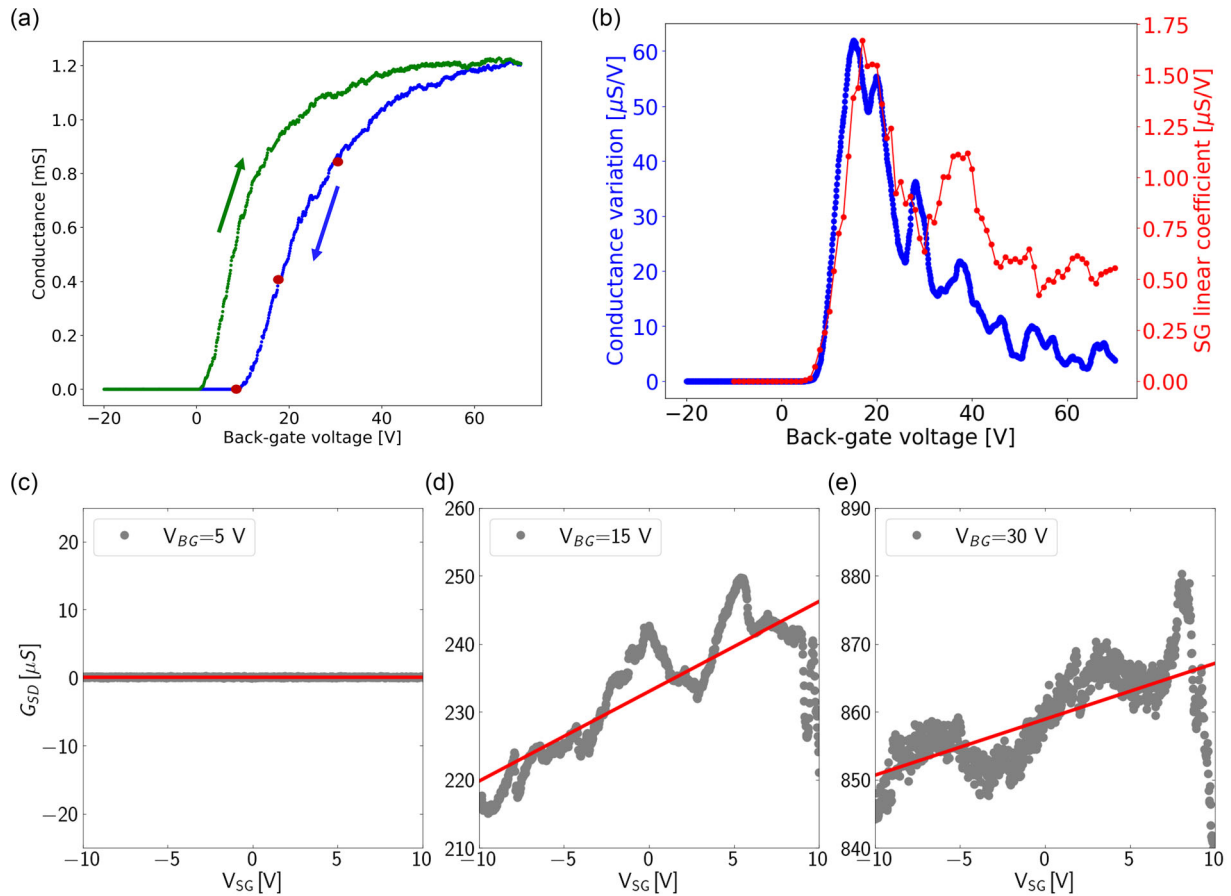 (a)
Conductance [mS]
1.2
1.0
0.8
0.6
0.4
0.2
0.0
−20 0 20 40 60
Back-gate voltage [V]
(b)
Conductance variation [μS/V]
60
50
40
30
20
10
0
−20 0 20 40 60
Back-gate voltage [V]
1.75
1.50
1.25
1.00
0.75
0.50
0.25
0.00
SG linear coefficient [μS/V]
(c)
V_BG=5 V
G_SD [μS]
20
10
0
−10
−20
−10 −5 0 5 10
V_SG [V]
(d)
V_BG=15 V
260
250
240
230
220
210
−10 −5 0 5 10
V_SG [V]
(e)
V_BG=30 V
890
880
870
860
850
840
−10 −5 0 5 10
V_SG [V]